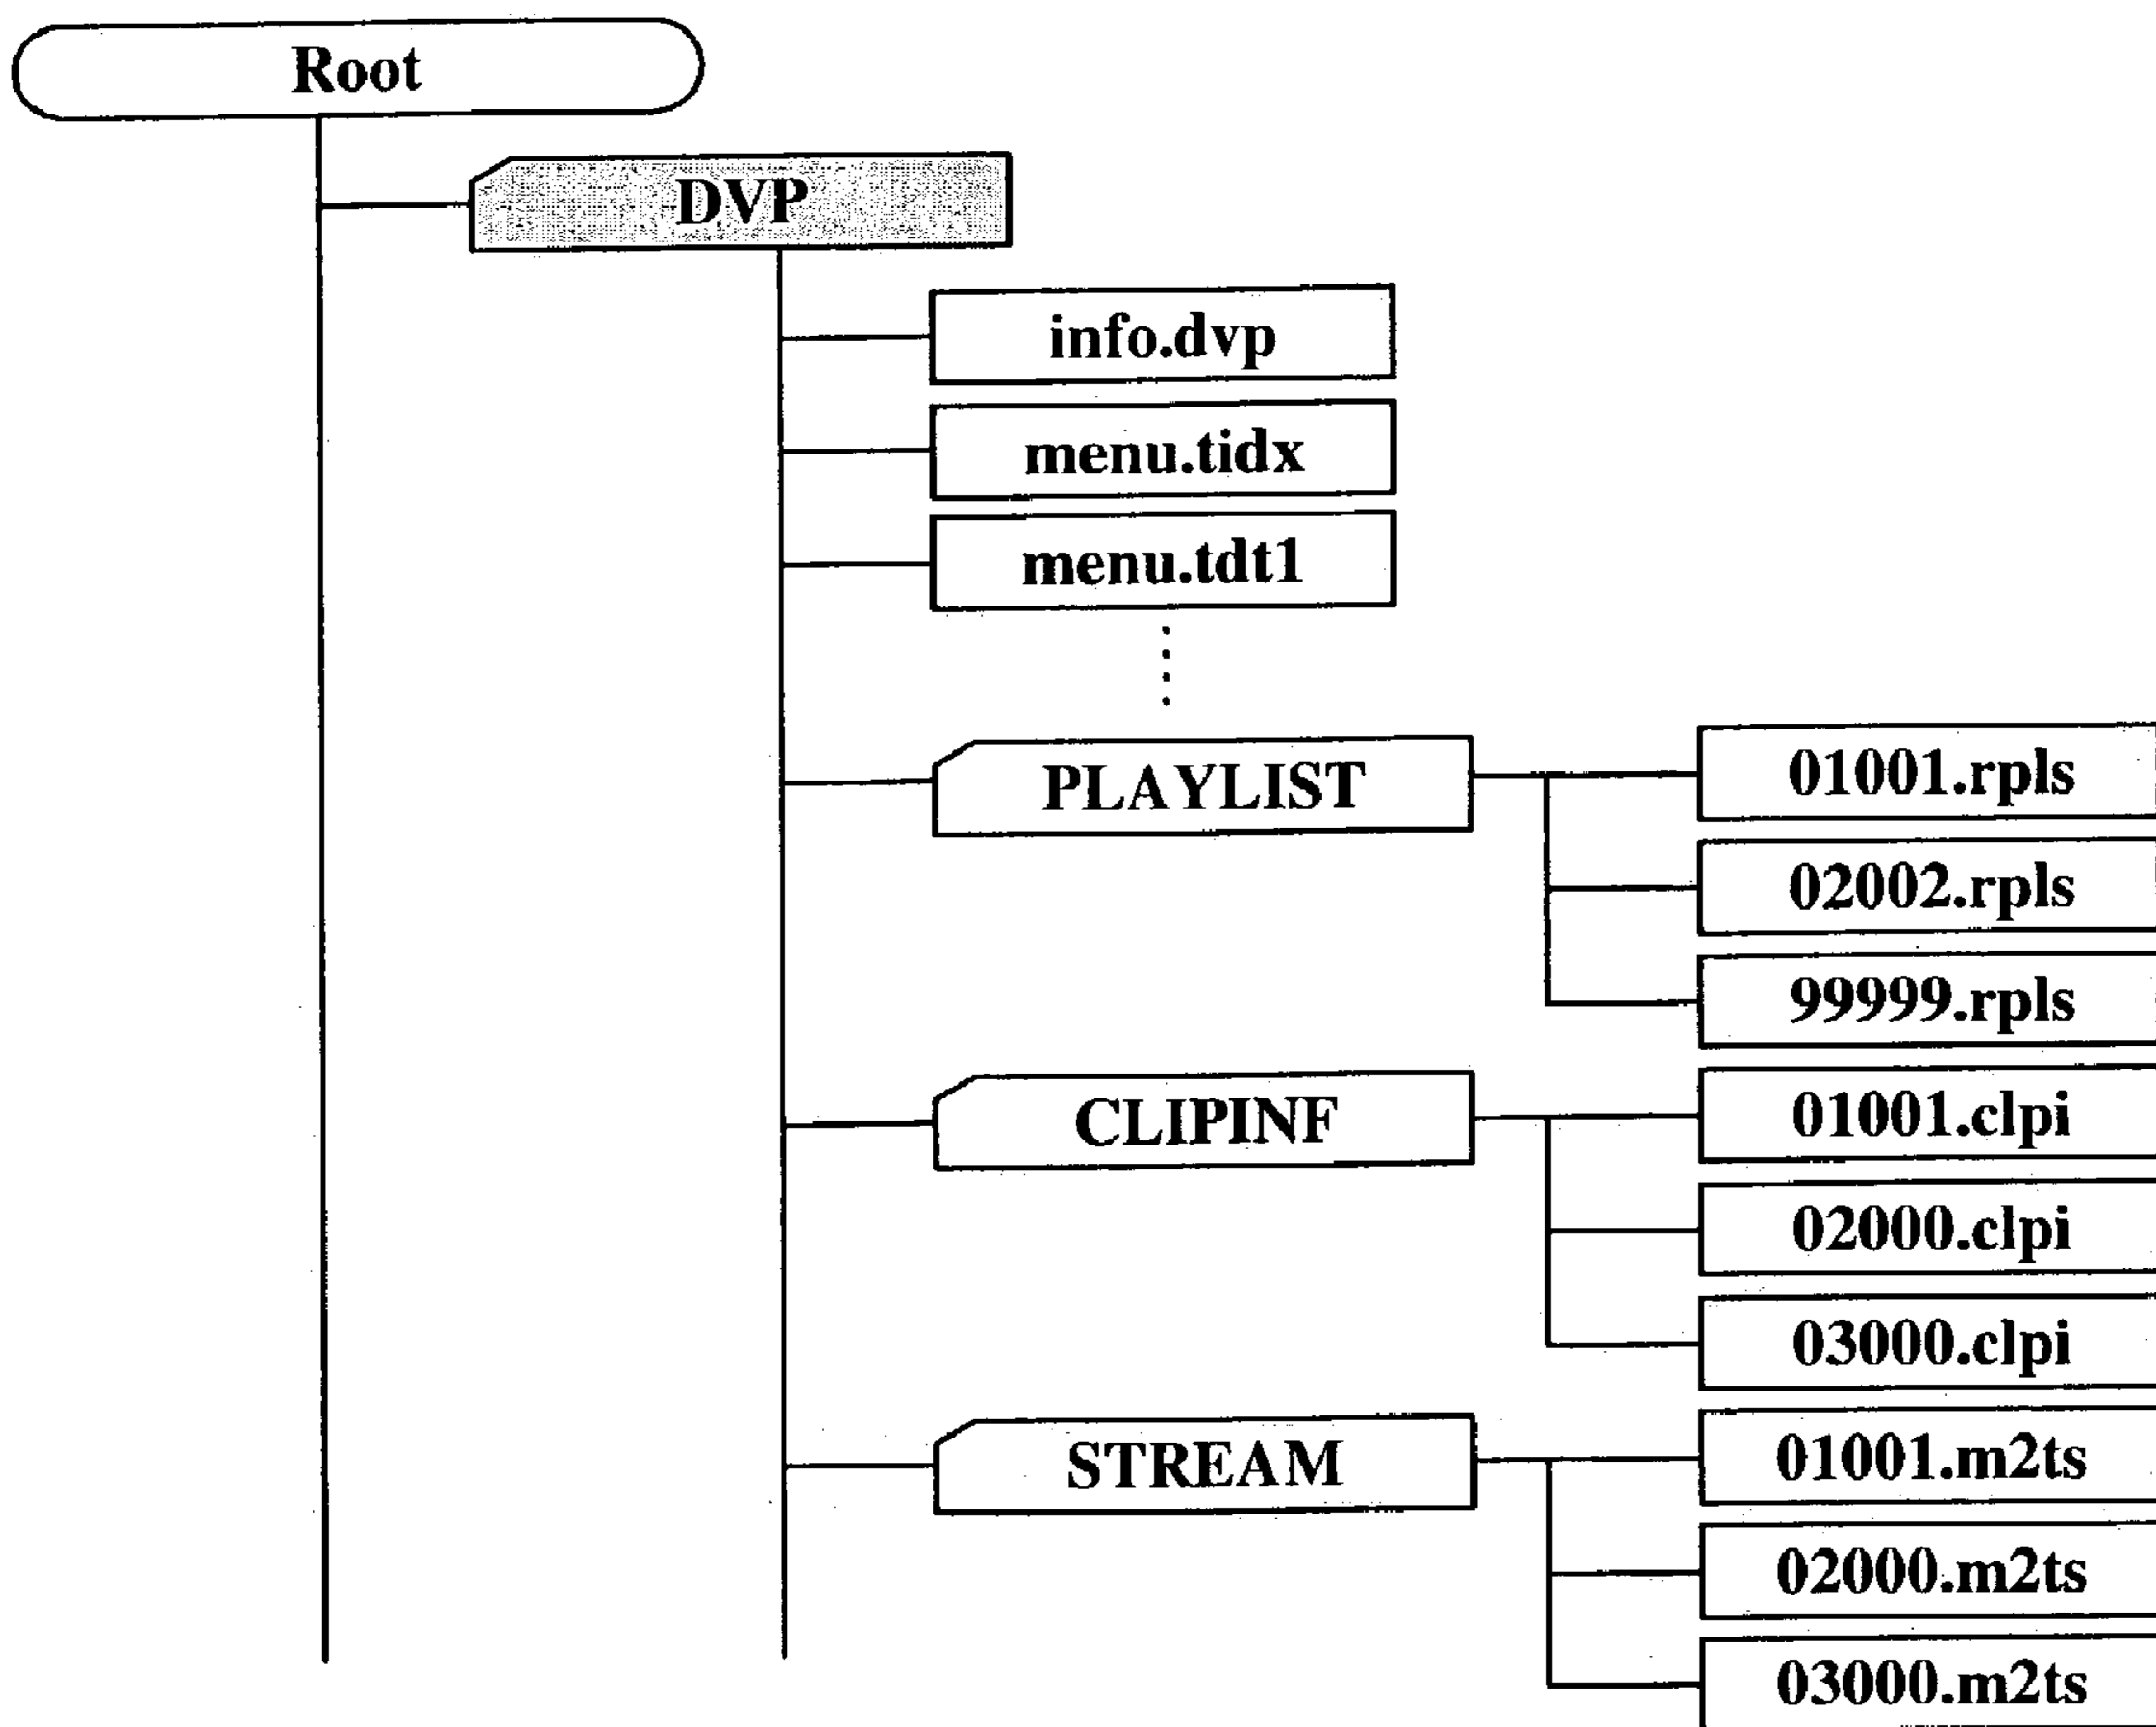 Root
DVP
info.dvp
menu.tidx
menu.tdt1
PLAYLIST
01001.rpls
02002.rpls
99999.rpls
CLIPINF
01001.clpi
02000.clpi
03000.clpi
STREAM
01001.m2ts
02000.m2ts
03000.m2ts